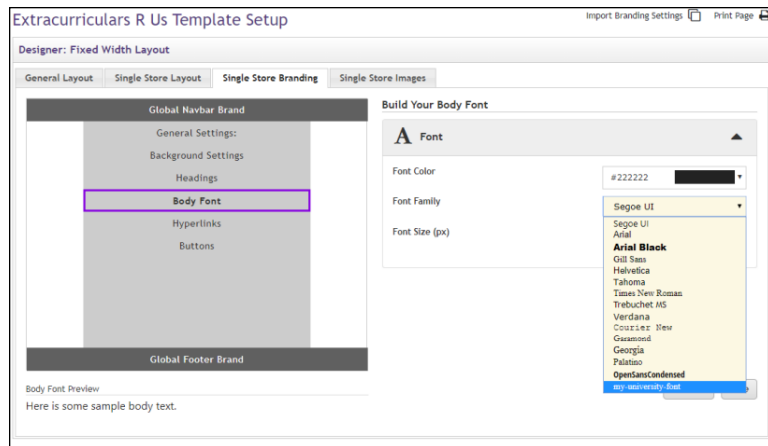 Extracurriculars R Us Template Setup
Import Branding Settings
Print Page
Designer: Fixed Width Layout
General Layout
Single Store Layout
Single Store Branding
Single Store Images
Global Navbar Brand
General Settings:
Background Settings
Headings
Body Font
Hyperlinks
Buttons
Global Footer Brand
Body Font Preview
Here is some sample body text.
Build Your Body Font
A Font
Font Color
#222222
Font Family
Segoe UI
Font Size (px)
Segoe UI
Arial
Arial Black
Gill Sans
Helvetica
Tahoma
Times New Roman
Trebuchet MS
Verdana
Courier New
Garamond
Georgia
Palatino
OpenSansCondensed
my-university-font